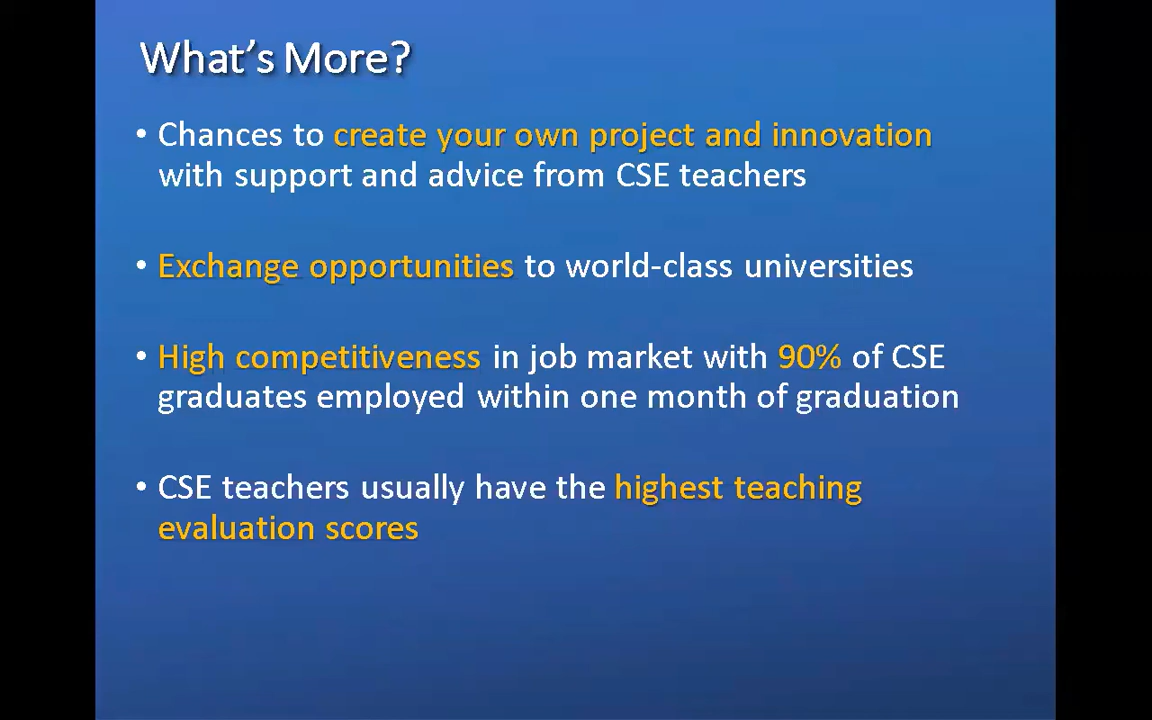 What's More?
• Chances to create your own project and innovation
with support and advice from CSE teachers
• Exchange opportunities to world-class universities
• High competitiveness in job market with 90% of CSE
graduates employed within one month of graduation
• CSE teachers usually have the highest teaching
evaluation scores